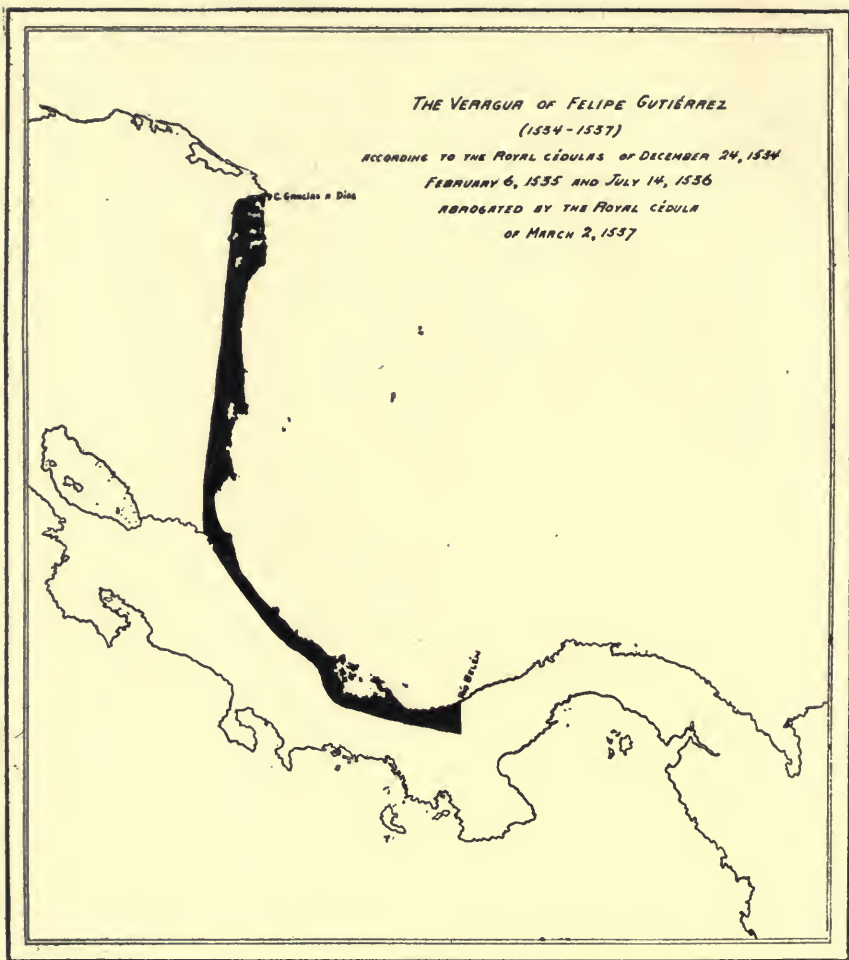 THE VERAGUA OF FELIPE GUTIÉRREZ
(1534-1537)
ACCORDING TO THE ROYAL CÉDULAS OF DECEMBER 24, 1534
FEBRUARY 6, 1535 AND JULY 14, 1536
ABROGATED BY THE ROYAL CÉDULA
OF MARCH 2, 1537
C. GRACIAS A DIOS
RÍO BELÉN